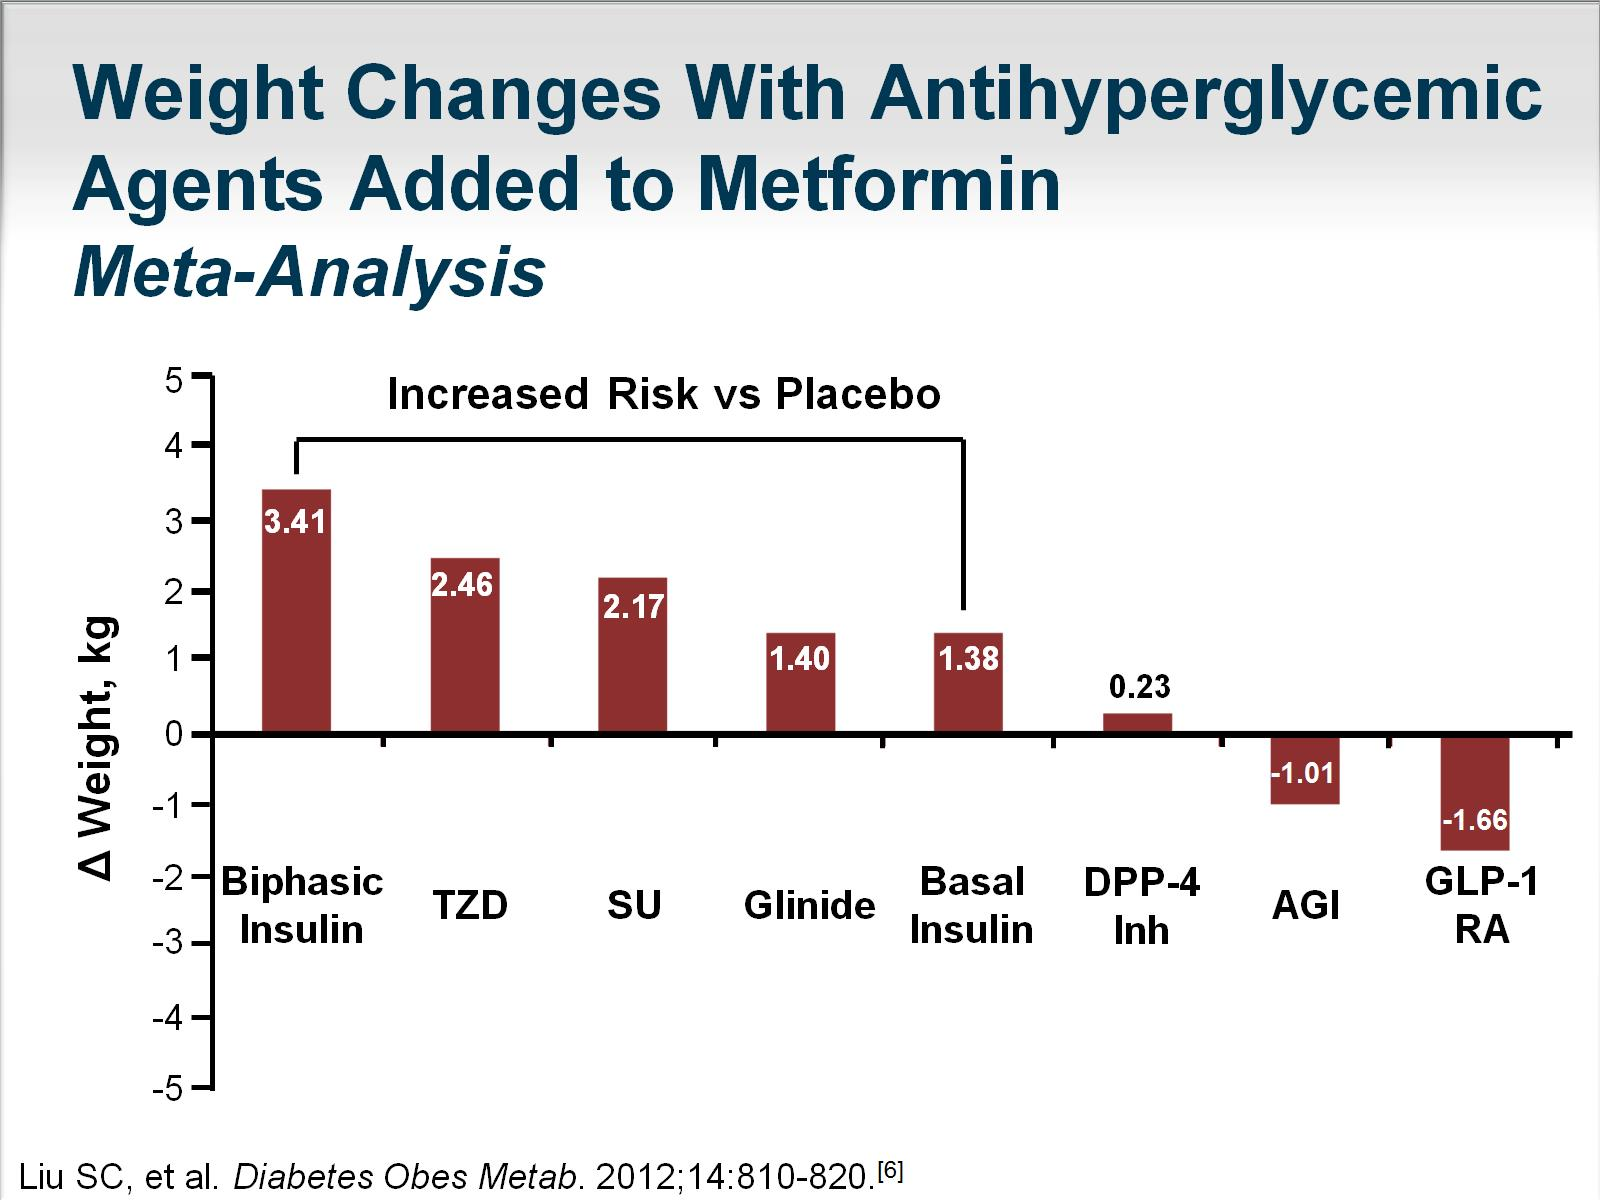 Weight Changes With Antihyperglycemic
Agents Added to Metformin
Meta-Analysis
Increased Risk vs Placebo
Δ Weight, kg
5
4
3
2
1
0
-1
-2
-3
-4
-5
3.41
2.46
2.17
1.40
1.38
0.23
-1.01
-1.66
Biphasic
Insulin
TZD
SU
Glinide
Basal
Insulin
DPP-4
Inh
AGI
GLP-1
RA
Liu SC, et al. Diabetes Obes Metab. 2012;14:810-820.[6]